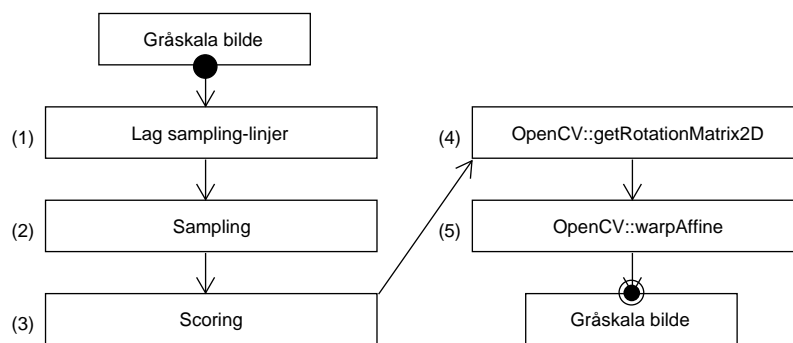 Gråskala bilde
(1) Lag sampling-linjer
(2) Sampling
(3) Scoring
(4) OpenCV::getRotationMatrix2D
(5) OpenCV::warpAffine
Gråskala bilde